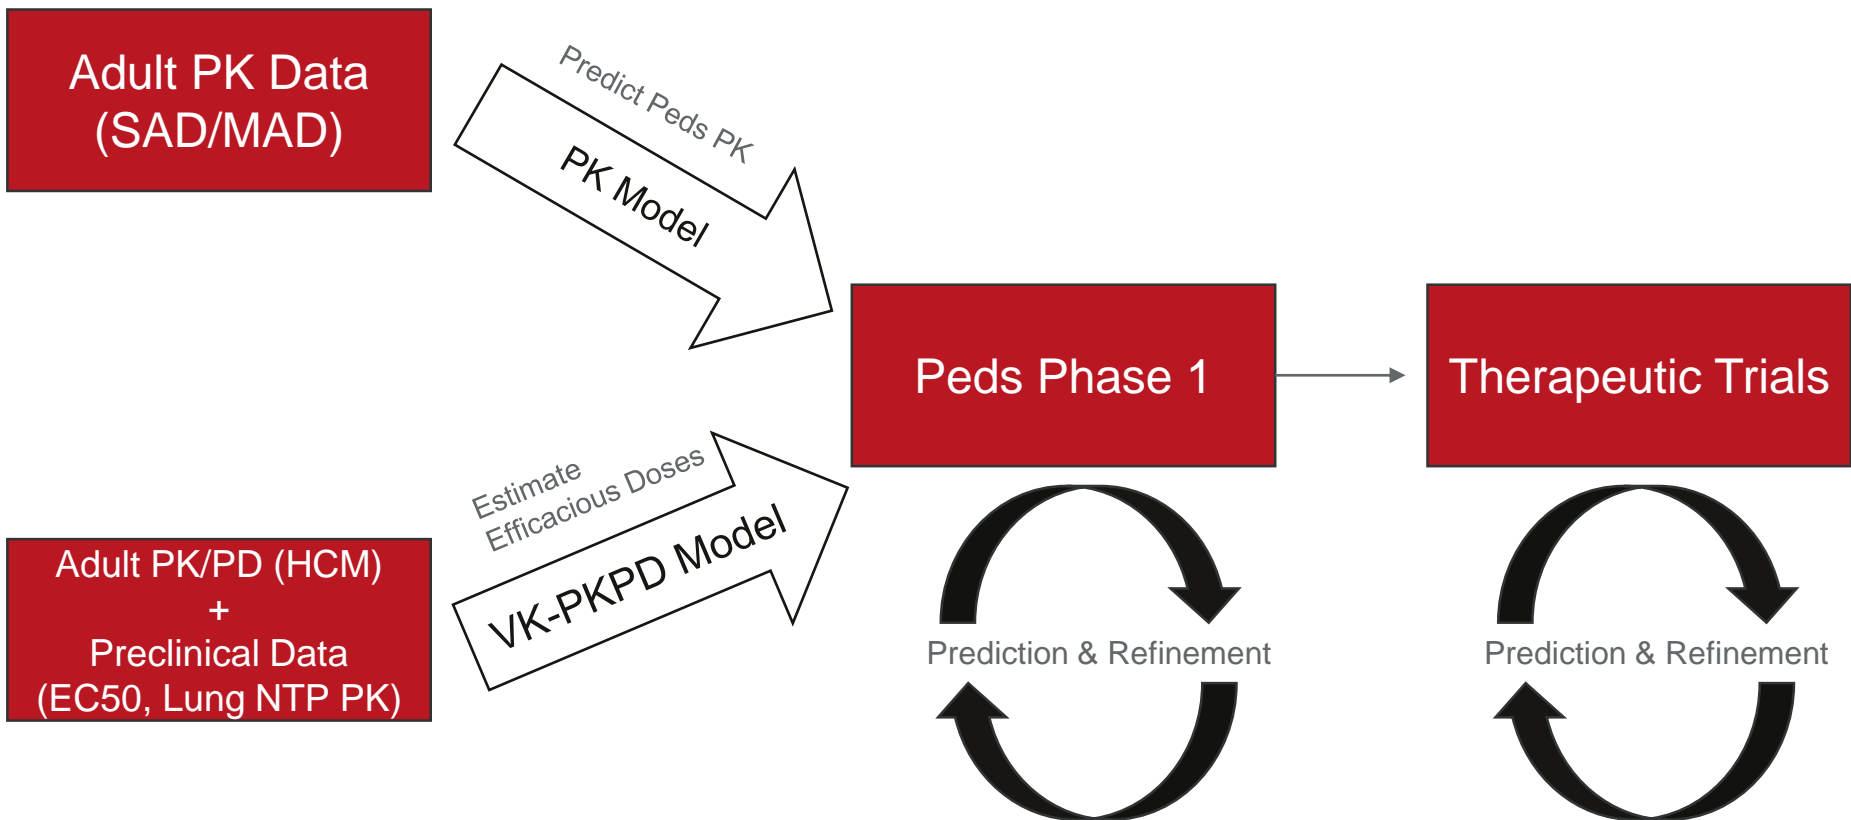 Adult PK Data
(SAD/MAD)
Predict Peds PK
PK Model
Peds Phase 1
Therapeutic Trials
Estimate
Efficacious Doses
VK-PKPD Model
Adult PK/PD (HCM)
+
Preclinical Data
(EC50, Lung NTP PK)
Prediction & Refinement
Prediction & Refinement